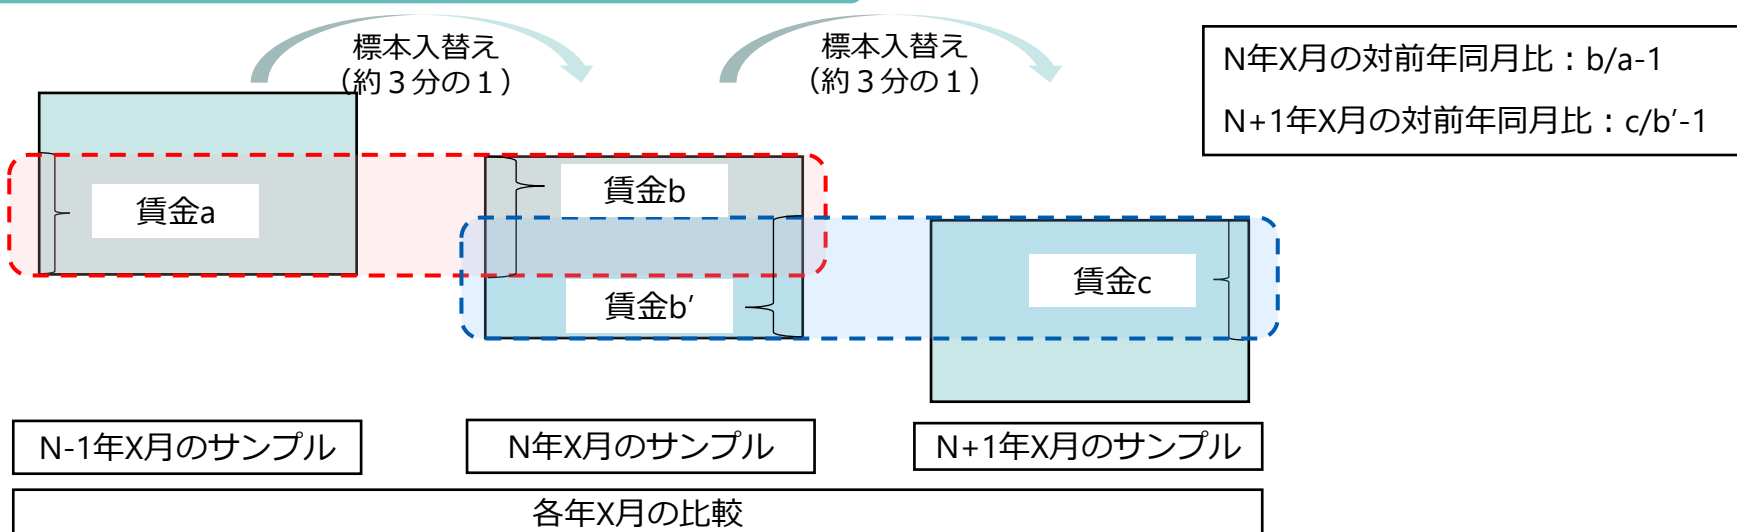 標本入替え
（約３分の１）
標本入替え
（約３分の１）
N年X月の対前年同月比：b/a-1
N+1年X月の対前年同月比：c/b′-1
賃金a
賃金b
賃金b′
賃金c
N-1年X月のサンプル
N年X月のサンプル
N+1年X月のサンプル
各年X月の比較